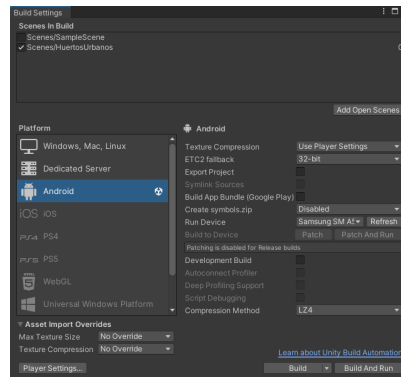 Build Settings
Scenes In Build
Scenes/SampleScene
Scenes/HuertosUrbanos
Add Open Scenes
Platform
Windows, Mac, Linux
Dedicated Server
Android
iOS iOS
PS4 PS4
PS5 PS5
HTML 5 WebGL
Universal Windows Platform
Android
Texture Compression Use Player Settings
ETC2 fallback 32-bit
Export Project
Symlink Sources
Build App Bundle (Google Play)
Create symbols.zip Disabled
Run Device Refresh
Build to Device Patch Patch And Run
Patching is disabled for Release builds
Development Build
Autoconnect Profiler
Deep Profiling Support
Script Debugging
Compression Method LZ4
Asset Import Overrides
Max Texture Size No Override
Texture Compression No Override
Learn about Unity Build Automation
Player Settings... Build Build And Run